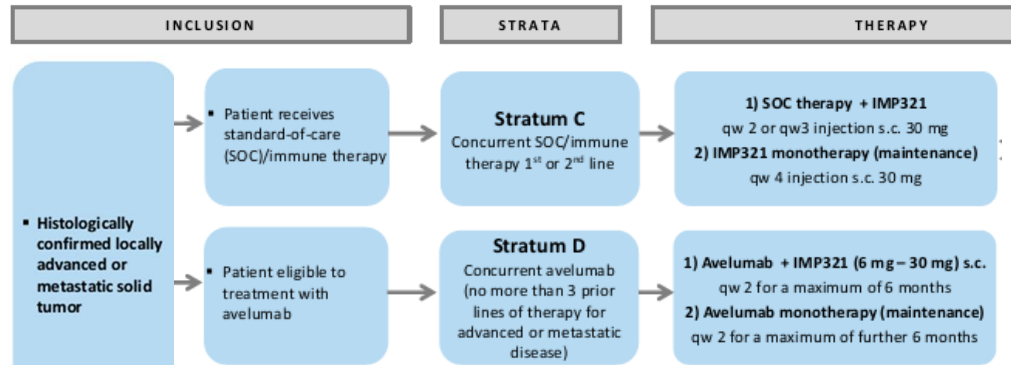 INCLUSION
STRATA
THERAPY
▪ Histologically
confirmed locally
advanced or
metastatic solid
tumor
▪ Patient receives
standard-of-care
(SOC)/immune therapy
Stratum C
Concurrent SOC/immune
therapy 1st or 2nd line
1) SOC therapy + IMP321
qw 2 or qw3 injection s.c. 30 mg
2) IMP321 monotherapy (maintenance)
qw 4 injection s.c. 30 mg
▪ Patient eligible to
treatment with
avelumab
Stratum D
Concurrent avelumab
(no more than 3 prior
lines of therapy for
advanced or metastatic
disease)
1) Avelumab + IMP321 (6 mg – 30 mg) s.c.
qw 2 for a maximum of 6 months
2) Avelumab monotherapy (maintenance)
qw 2 for a maximum of further 6 months